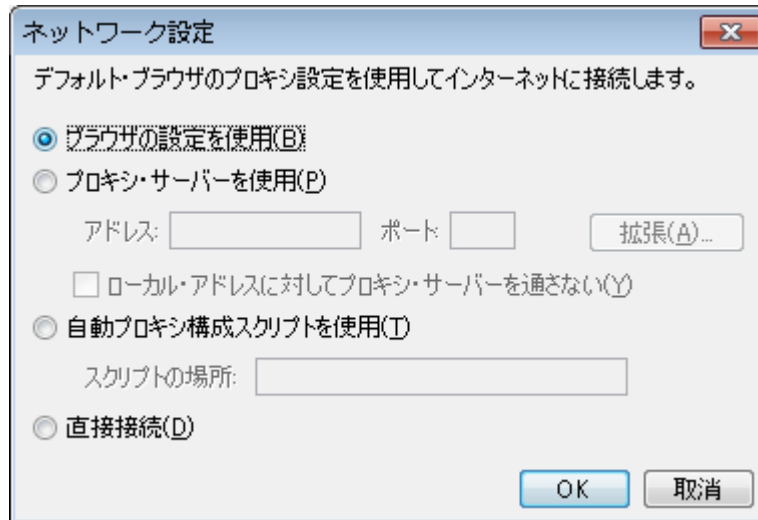 ネットワーク設定
デフォルト・ブラウザのプロキシ設定を使用してインターネットに接続します。
ブラウザの設定を使用(B)
プロキシ・サーバーを使用(P)
アドレス: ポート: 拡張(A)...
ローカル・アドレスに対してプロキシ・サーバーを通さない(Y)
自動プロキシ構成スクリプトを使用(T)
スクリプトの場所:
直接接続(D)
OK 取消